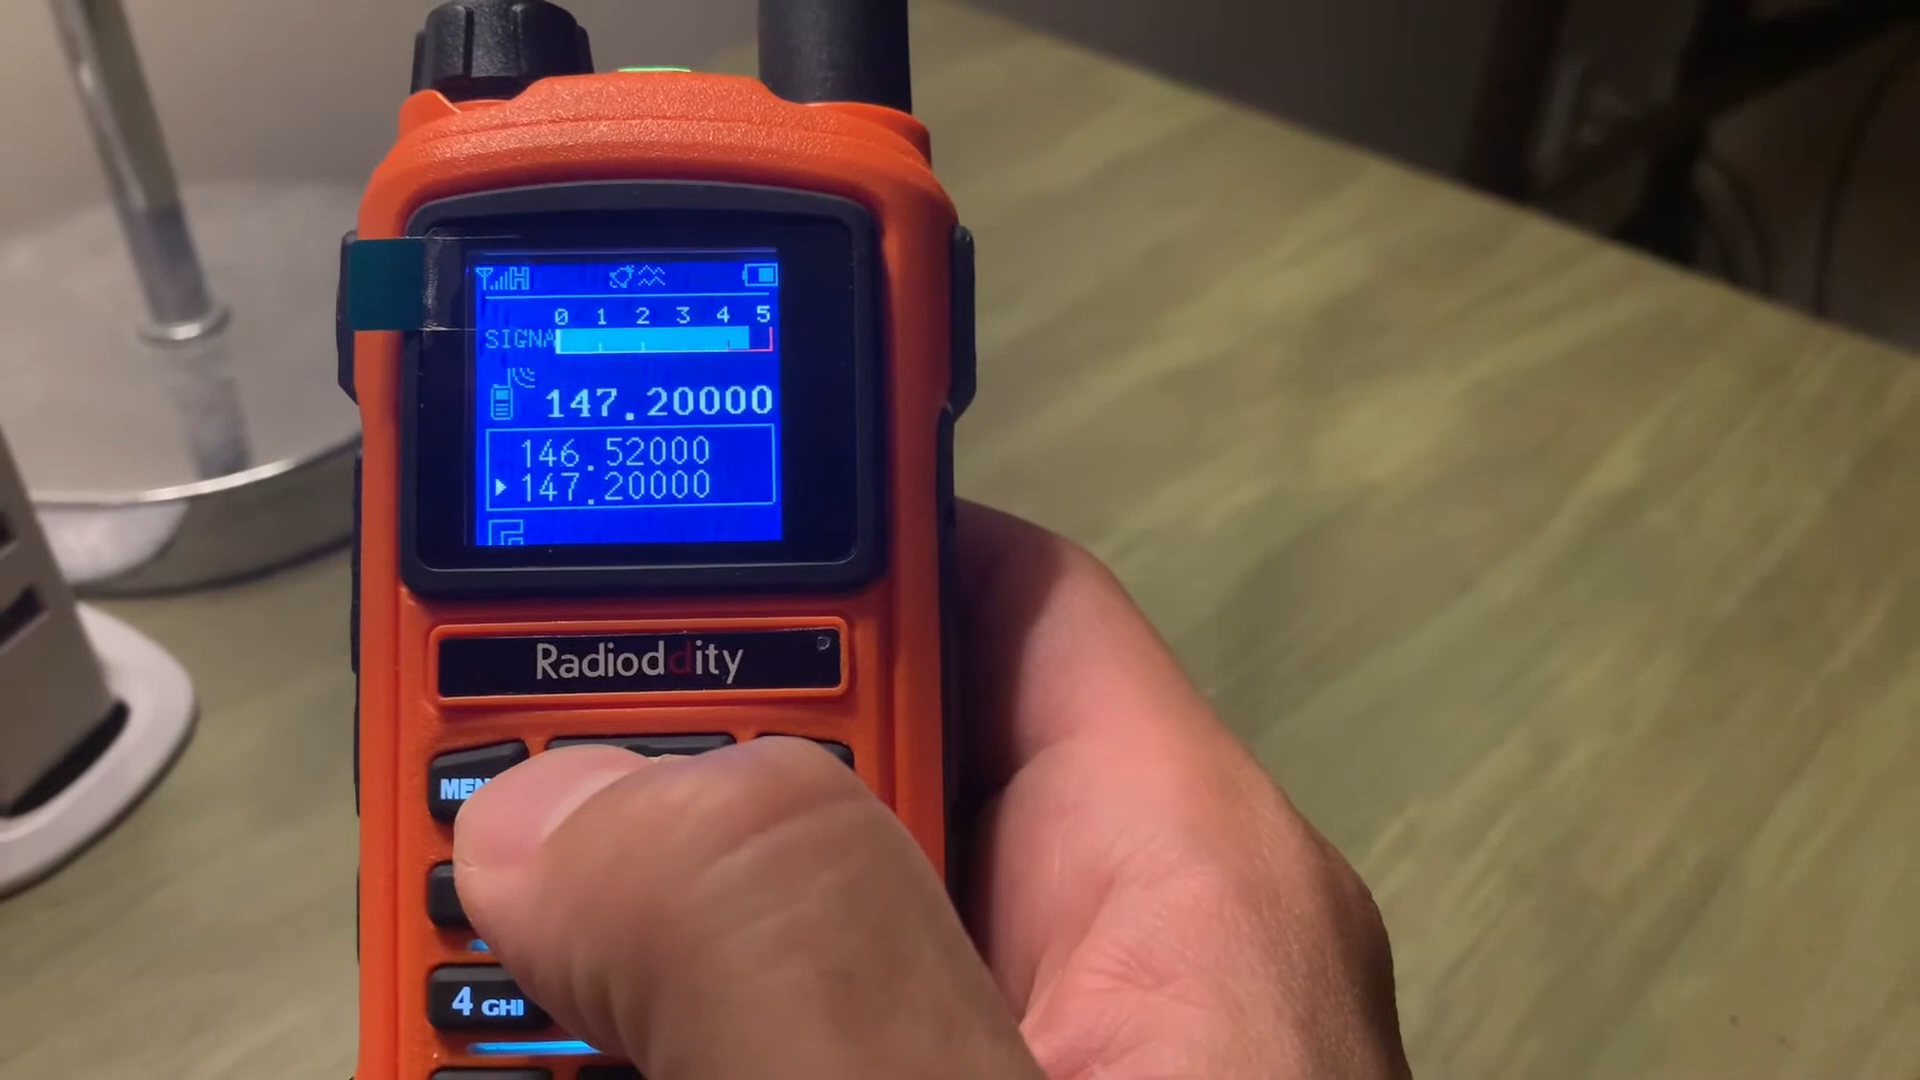 H
0 1 2 3 4 5
SIGNA
147.20000
146.52000
147.20000
Radioddity
MEN
4 GHI